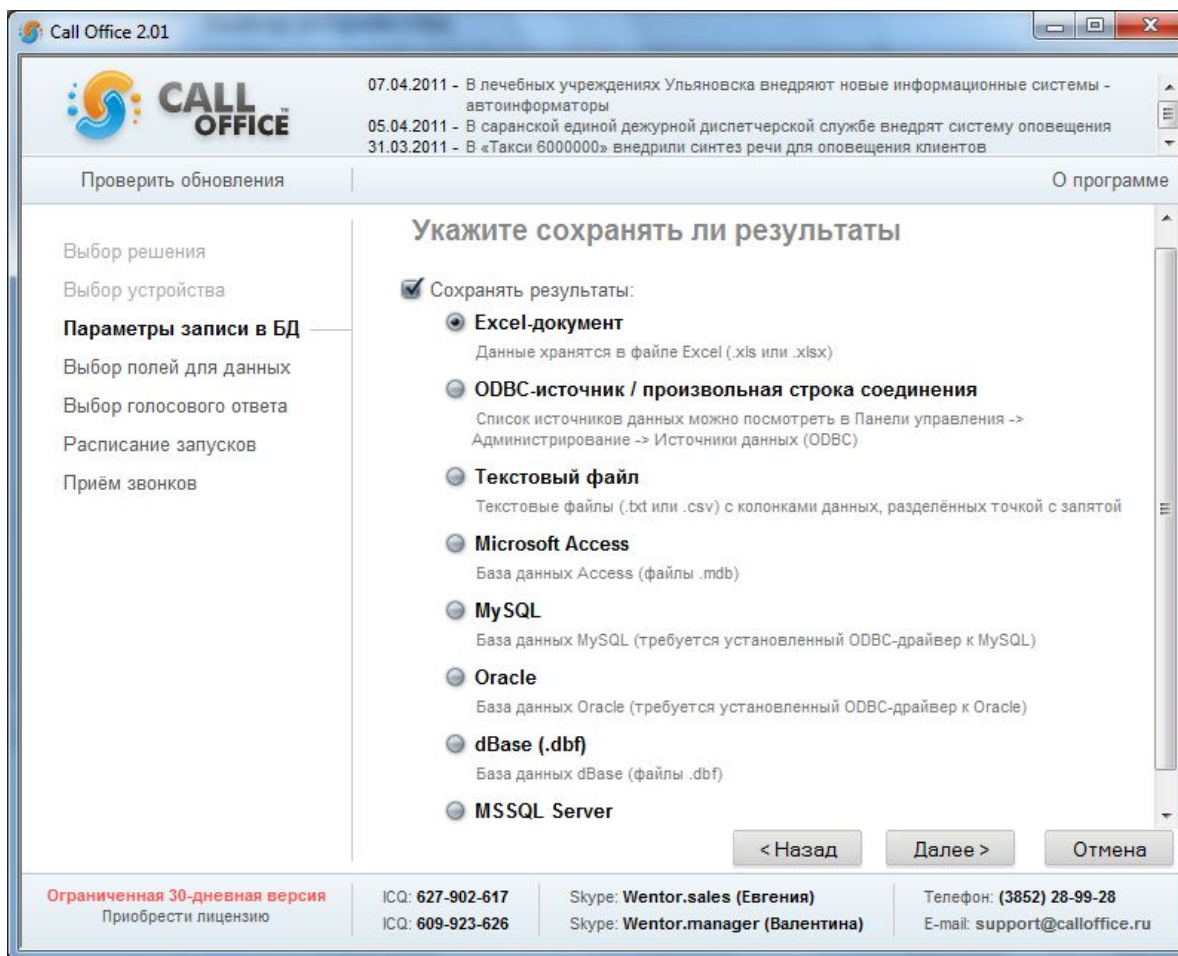 Call Office 2.01
CALL OFFICE™
07.04.2011 - В лечебных учреждениях Ульяновска внедряют новые информационные системы -
автоинформаторы
05.04.2011 - В саранской единой дежурной диспетчерской службе внедрят систему оповещения
31.03.2011 - В «Такси 6000000» внедрили синтез речи для оповещения клиентов
Проверить обновления
О программе
Выбор решения
Выбор устройства
Параметры записи в БД
Выбор полей для данных
Выбор голосового ответа
Расписание запусков
Приём звонков
Укажите сохранять ли результаты
Сохранять результаты:
Excel-документ
Данные хранятся в файле Excel (.xls или .xlsx)
ODBC-источник / произвольная строка соединения
Список источников данных можно посмотреть в Панели управления ->
Администрирование -> Источники данных (ODBC)
Текстовый файл
Текстовые файлы (.txt или .csv) с колонками данных, разделённых точкой с запятой
Microsoft Access
База данных Access (файлы .mdb)
MySQL
База данных MySQL (требуется установленный ODBC-драйвер к MySQL)
Oracle
База данных Oracle (требуется установленный ODBC-драйвер к Oracle)
dBase (.dbf)
База данных dBase (файлы .dbf)
MSSQL Server
< Назад
Далее >
Отмена
Ограниченная 30-дневная версия
Приобрести лицензию
ICQ: 627-902-617
ICQ: 609-923-626
Skype: Wentor.sales (Евгения)
Skype: Wentor.manager (Валентина)
Телефон: (3852) 28-99-28
E-mail: support@calloffice.ru